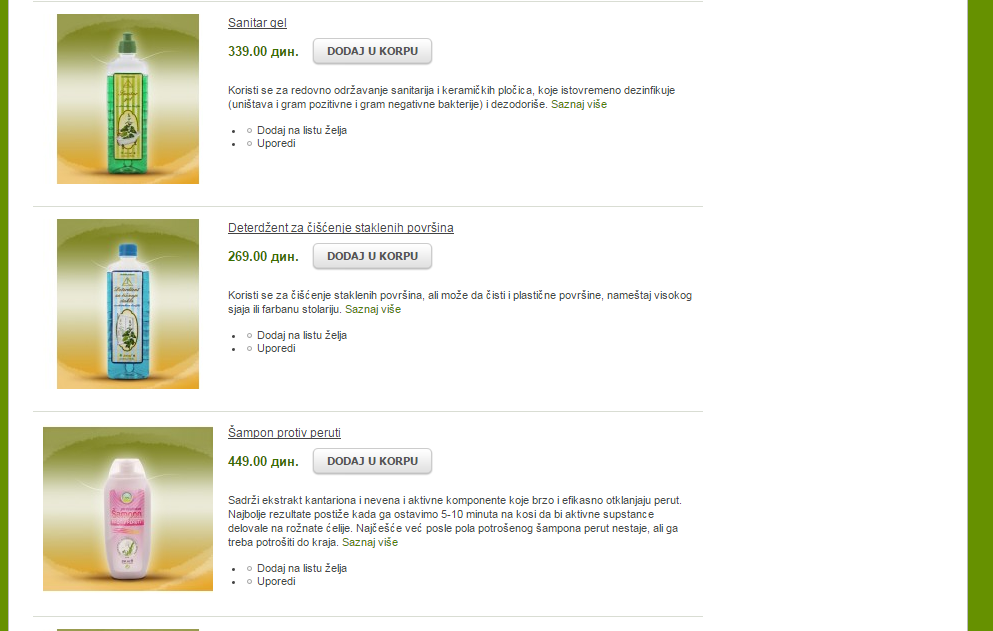 Sanitar gel
339.00 дин.
DODAJ U KORPU
Koristi se za redovno održavanje sanitarija i keramičkih pločica, koje istovremeno dezinfikuje
(uništava i gram pozitivne i gram negativne bakterije) i dezodoriše. Saznaj više
Dodaj na listu želja
Uporedi
Deterdžent za čišćenje staklenih površina
269.00 дин.
DODAJ U KORPU
Koristi se za čišćenje staklenih površina, ali može da čisti i plastične površine, nameštaj visokog
sjaja ili farbanu stolariju. Saznaj više
Dodaj na listu želja
Uporedi
Šampon protiv peruti
449.00 дин.
DODAJ U KORPU
Šampon
Sadrži ekstrakt kantariona i nevena i aktivne komponente koje brzo i efikasno otklanjaju perut.
Najbolje rezultate postiže kada ga ostavimo 5-10 minuta na kosi da bi aktivne supstance
delovale na rožnate ćelije. Najčešće već posle pola potrošenog šampona perut nestaje, ali ga
treba potrošiti do kraja. Saznaj više
Dodaj na listu želja
Uporedi